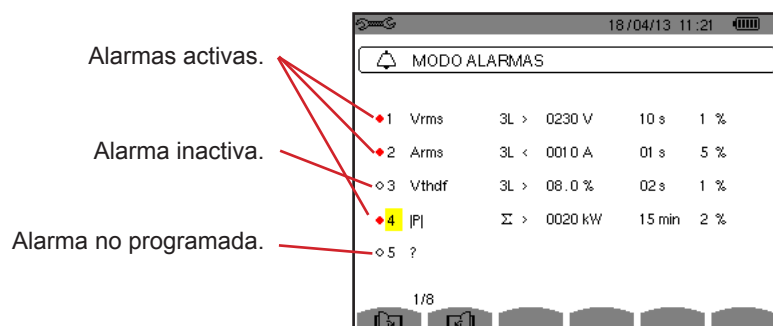 18/04/13 11:21
MODO ALARMAS
Alarmas activas.
1 Vrms 3L > 0230 V 10 s 1 %
2 Arms 3L < 0010 A 01 s 5 %
Alarma inactiva.
3 Vthdf 3L > 08.0 % 02 s 1 %
4 |P| Σ > 0020 kW 15 min 2 %
Alarma no programada.
5 ?
1/8